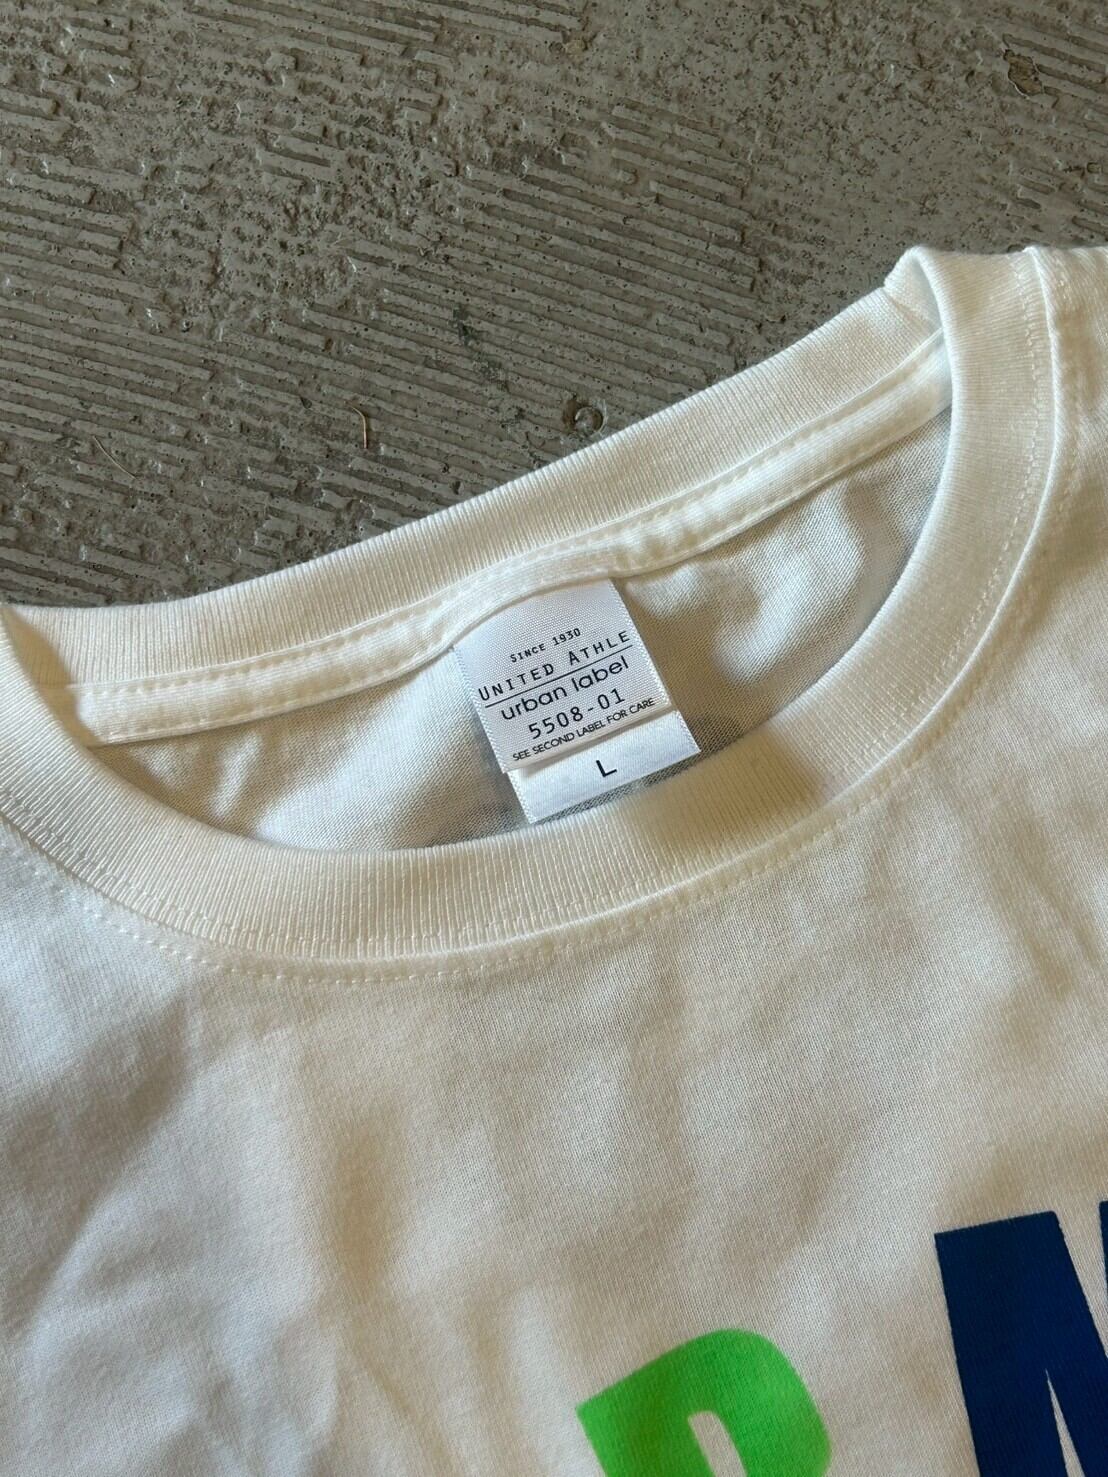 SINCE 1930
UNITED ATHLE
urban label
5508-01
SEE SECOND LABEL FOR CARE
L